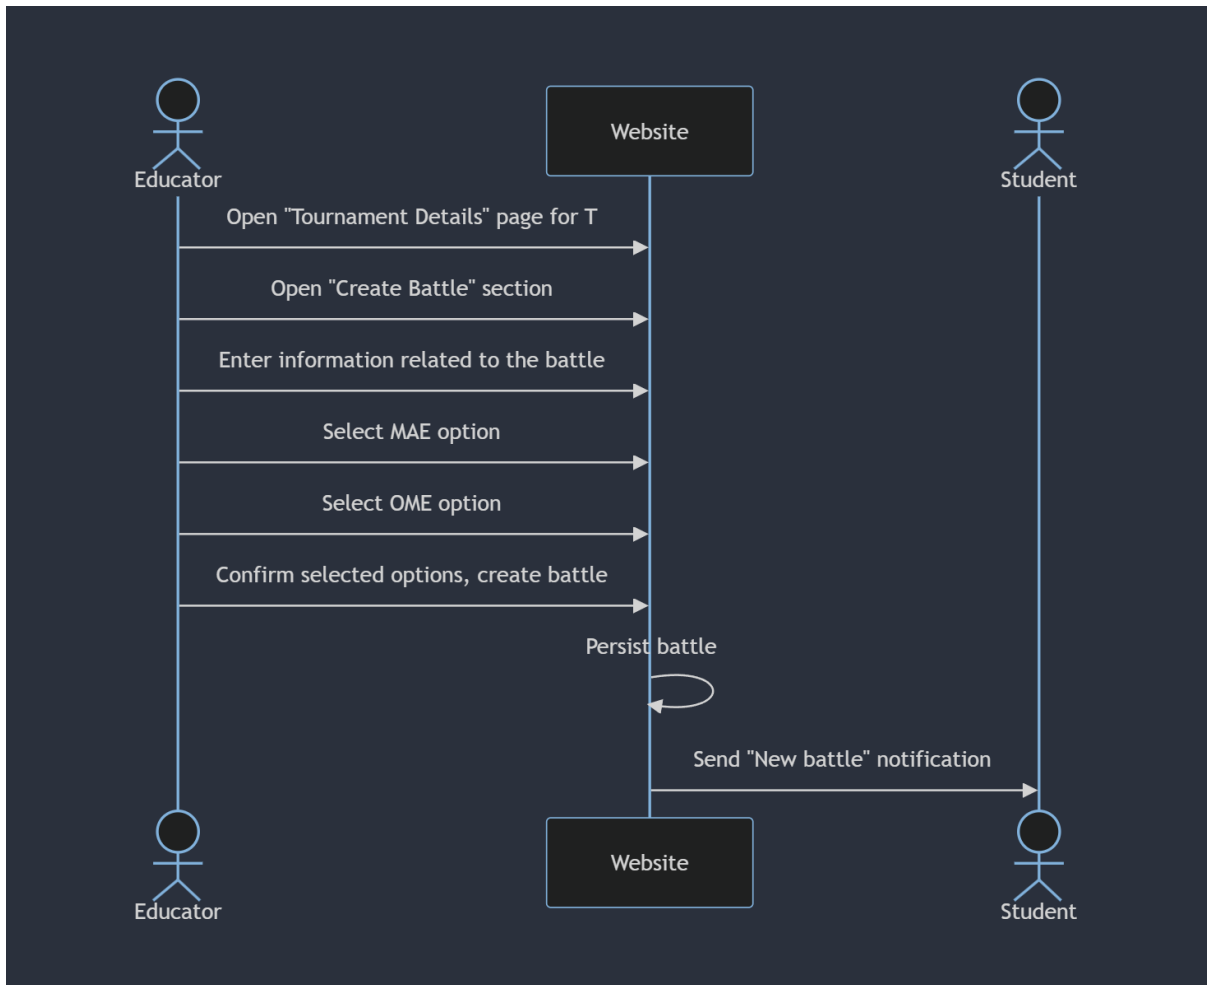 Website
Educator
Student
Open "Tournament Details" page for T
Open "Create Battle" section
Enter information related to the battle
Select MAE option
Select OME option
Confirm selected options, create battle
Persist battle
Send "New battle" notification
Website
Educator
Student